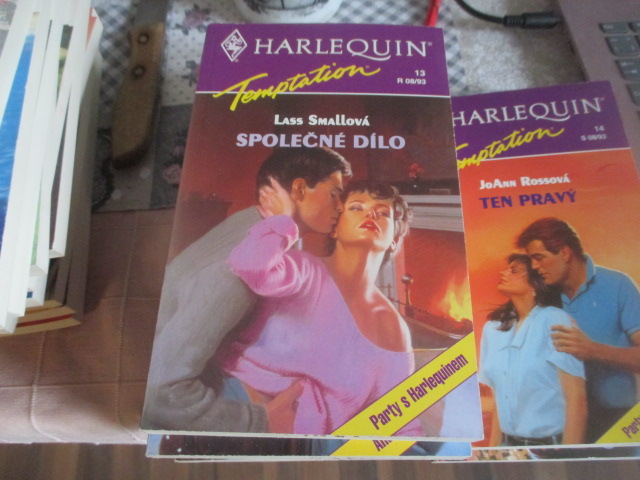 HARLEQUIN®
Temptation
13
R 08/93
Lass Smallová
SPOLEČNÉ DÍLO
Party s Harlequinem
HARLEQUIN®
Temptation
14
S 08/93
JoAnn Rossová
TEN PRAVÝ